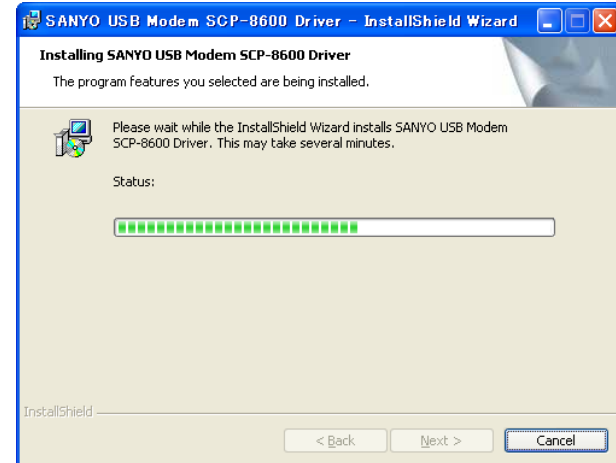 SANYO USB Modem SCP-8600 Driver - InstallShield Wizard
Installing SANYO USB Modem SCP-8600 Driver
The program features you selected are being installed.
Please wait while the InstallShield Wizard installs SANYO USB Modem
SCP-8600 Driver. This may take several minutes.
Status:
InstallShield
< Back
Next >
Cancel